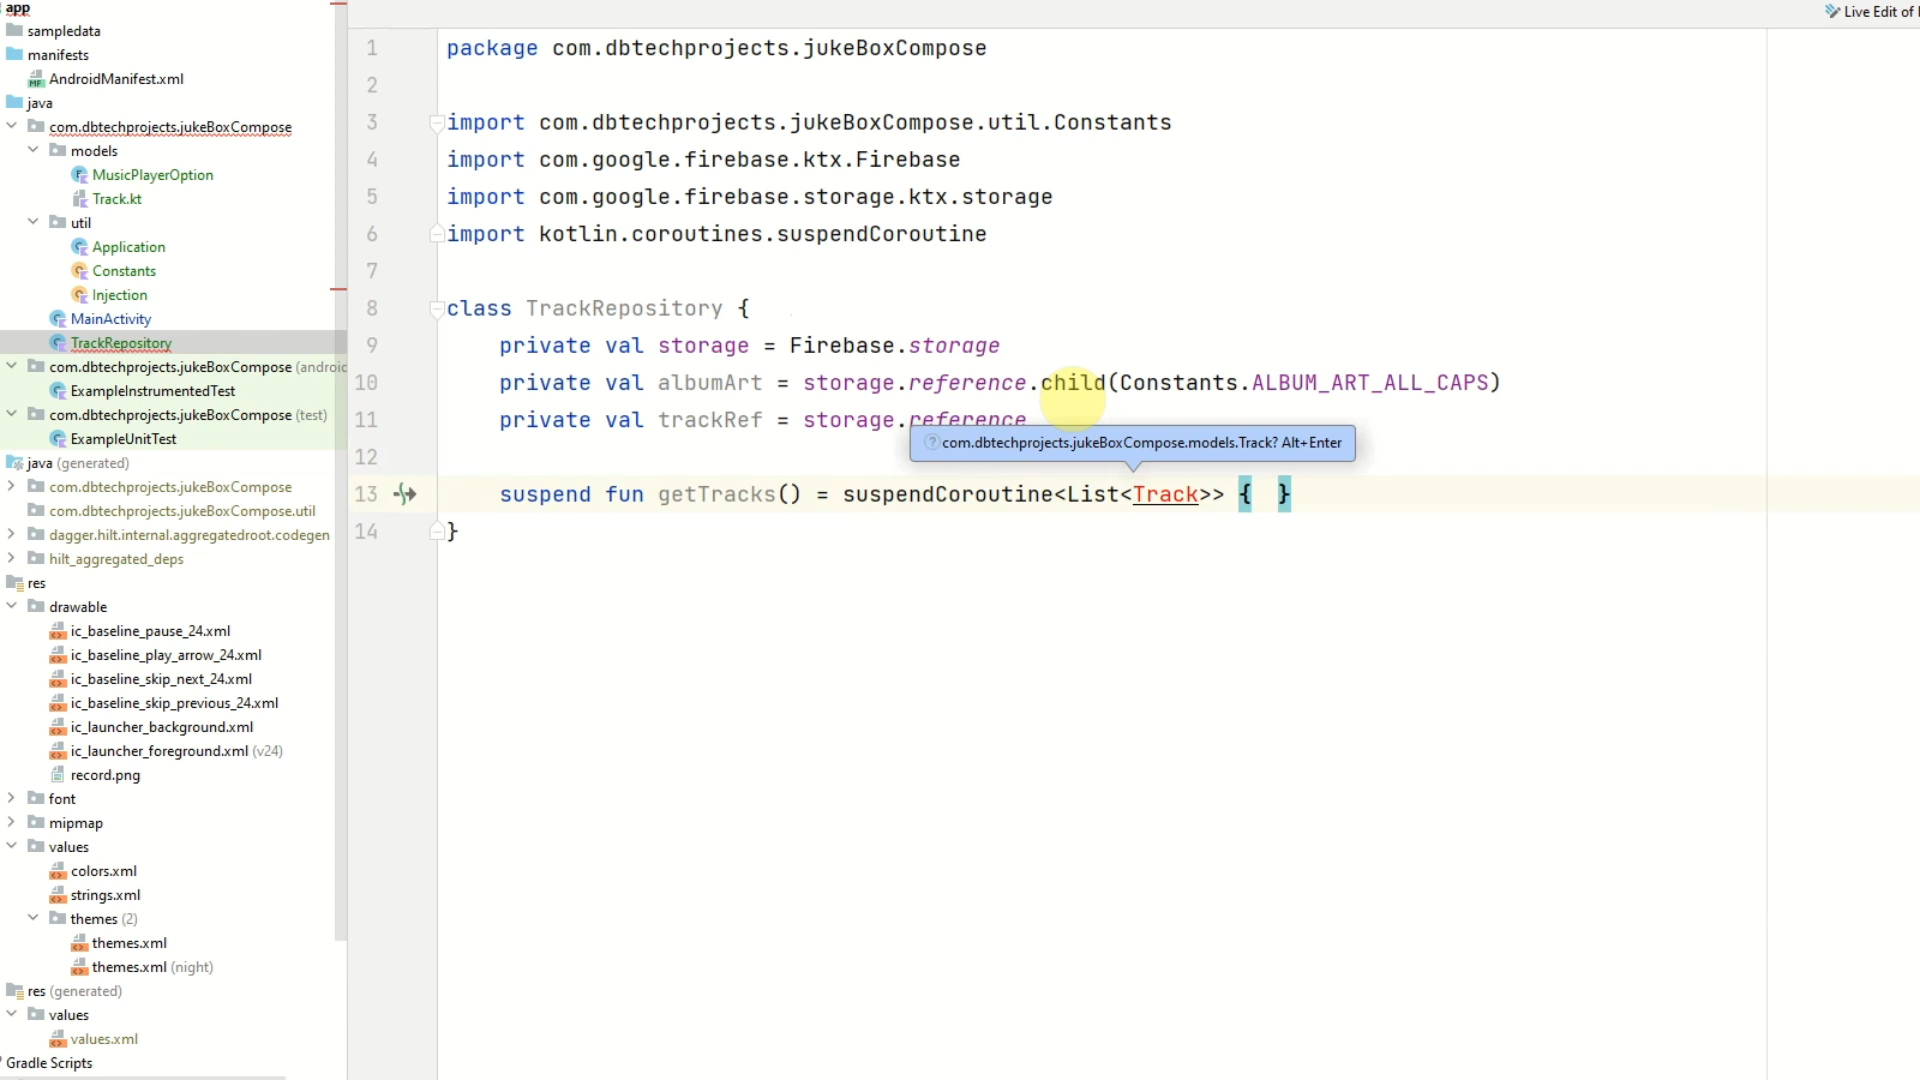 app
sampledata
manifests
AndroidManifest.xml
java
com.dbtechprojects.jukeBoxCompose
models
MusicPlayerOption
Track.kt
util
Application
Constants
Injection
MainActivity
TrackRepository
com.dbtechprojects.jukeBoxCompose (androic
ExampleInstrumentedTest
com.dbtechprojects.jukeBoxCompose (test)
ExampleUnitTest
java (generated)
com.dbtechprojects.jukeBoxCompose
com.dbtechprojects.jukeBoxCompose.util
dagger.hilt.internal.aggregatedroot.codegen
hilt_aggregated_deps
res
drawable
ic_baseline_pause_24.xml
ic_baseline_play_arrow_24.xml
ic_baseline_skip_next_24.xml
ic_baseline_skip_previous_24.xml
ic_launcher_background.xml
ic_launcher_foreground.xml (v24)
record.png
font
mipmap
values
colors.xml
strings.xml
themes (2)
themes.xml
themes.xml (night)
res (generated)
values
values.xml
Gradle Scripts
Live Edit of
1 package com.dbtechprojects.jukeBoxCompose
2
3 import com.dbtechprojects.jukeBoxCompose.util.Constants
4 import com.google.firebase.ktx.Firebase
5 import com.google.firebase.storage.ktx.storage
6 import kotlin.coroutines.suspendCoroutine
7
8 class TrackRepository {
9 private val storage = Firebase.storage
10 private val albumArt = storage.reference.child(Constants.ALBUM_ART_ALL_CAPS)
11 private val trackRef = storage.reference
12
com.dbtechprojects.jukeBoxCompose.models.Track? Alt+Enter
13 suspend fun getTracks() = suspendCoroutine<List<Track>> { }
14 }